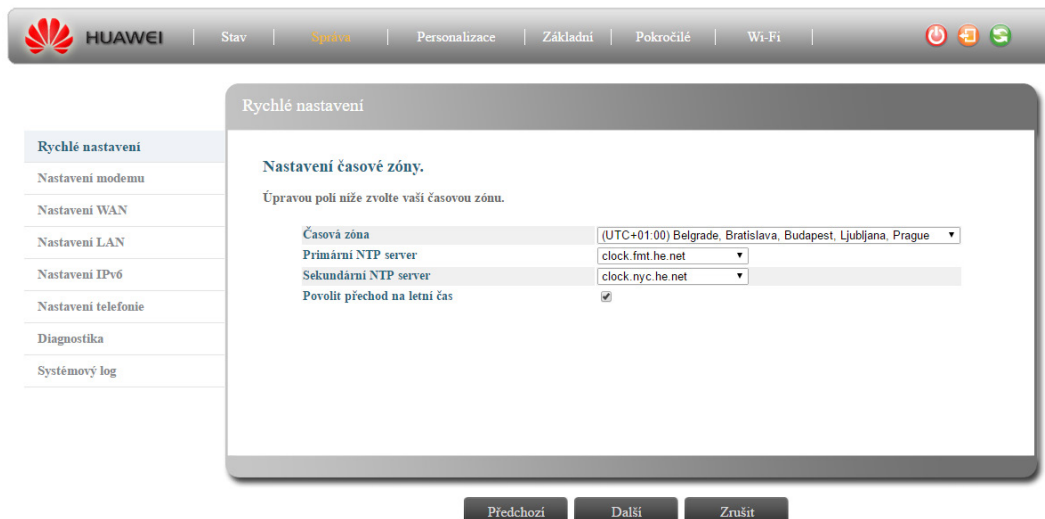 HUAWEI | Stav | Správa | Personalizace | Základní | Pokročilé | Wi-Fi |
Rychlé nastavení
Rychlé nastavení
Nastavení modemu
Nastavení WAN
Nastavení LAN
Nastavení IPv6
Nastavení telefonie
Diagnostika
Systémový log
Nastavení časové zóny.
Úpravou polí níže zvolte vaší časovou zónu.
Časová zóna (UTC+01:00) Belgrade, Bratislava, Budapest, Ljubljana, Prague
Primární NTP server clock.fmt.he.net
Sekundární NTP server clock.nyc.he.net
Povolit přechod na letní čas
Předchozí Další Zrušit